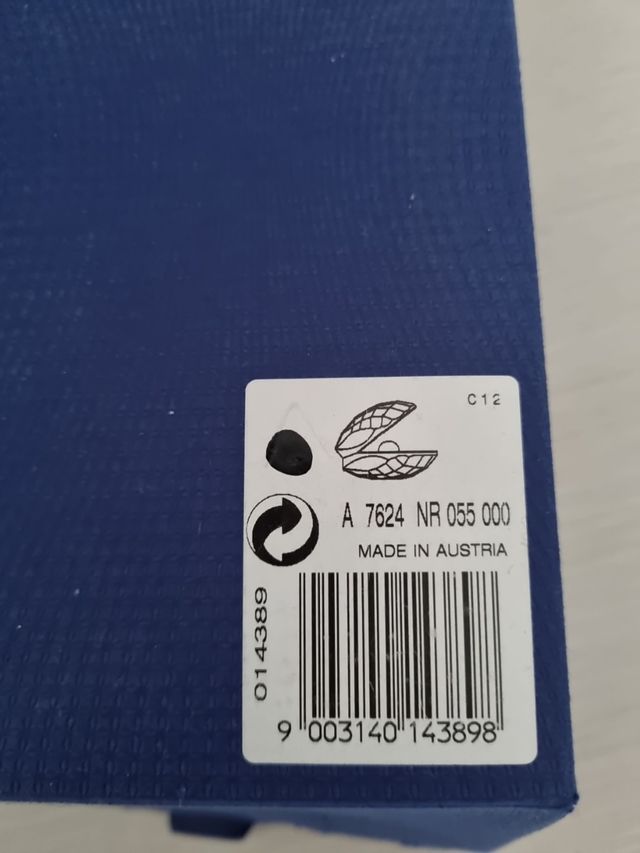 C12
A 7624 NR 055 000
MADE IN AUSTRIA
014389
9 003140 143898